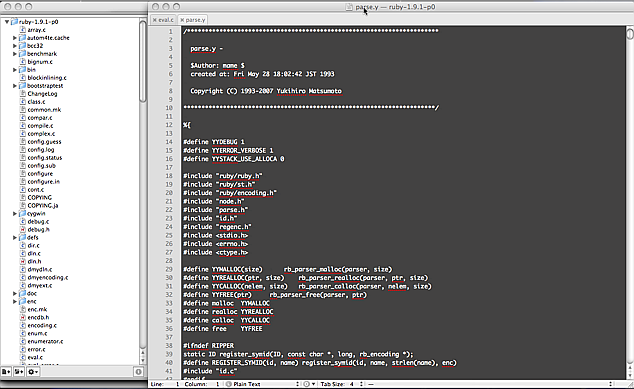 parse.y — ruby-1.9.1-p0
eval.c
parse.y
ruby-1.9.1-p0
array.c
autom4te.cache
bcc32
benchmark
bignum.c
bin
blockinlining.c
bootstraptest
ChangeLog
class.c
common.mk
compar.c
compile.c
complex.c
config.guess
config.log
config.status
config.sub
configure
configure.in
cont.c
COPYING
COPYING.ja
cygwin
debug.c
debug.h
defs
dir.c
dln.c
dln.h
dmydln.c
dmyencoding.c
dmyext.c
doc
enc
enc.mk
encdb.h
encoding.c
enum.c
enumerator.c
error.c
eval.c
1 /**********************************************************************
2
3 parse.y -
4
5 $Author: mame $
6 created at: Fri May 28 18:02:42 JST 1993
7
8 Copyright (C) 1993-2007 Yukihiro Matsumoto
9
10 **********************************************************************/
11
12 %{
13
14 #define YYDEBUG 1
15 #define YYERROR_VERBOSE 1
16 #define YYSTACK_USE_ALLOCA 0
17
18 #include "ruby/ruby.h"
19 #include "ruby/st.h"
20 #include "ruby/encoding.h"
21 #include "node.h"
22 #include "parse.h"
23 #include "id.h"
24 #include "regenc.h"
25 #include <stdio.h>
26 #include <errno.h>
27 #include <ctype.h>
28
29 #define YYMALLOC(size) rb_parser_malloc(parser, size)
30 #define YYREALLOC(ptr, size) rb_parser_realloc(parser, ptr, size)
31 #define YYCALLOC(nelem, size) rb_parser_calloc(parser, nelem, size)
32 #define YYFREE(ptr) rb_parser_free(parser, ptr)
33 #define malloc YYMALLOC
34 #define realloc YYREALLOC
35 #define calloc YYCALLOC
36 #define free YYFREE
37
38 #ifndef RIPPER
39 static ID register_symid(ID, const char *, long, rb_encoding *);
40 #define REGISTER_SYMID(id, name) register_symid(id, name, strlen(name), enc)
41 #include "id.c"
Line: 1 Column: 1 Plain Text Tab Size: 4 —